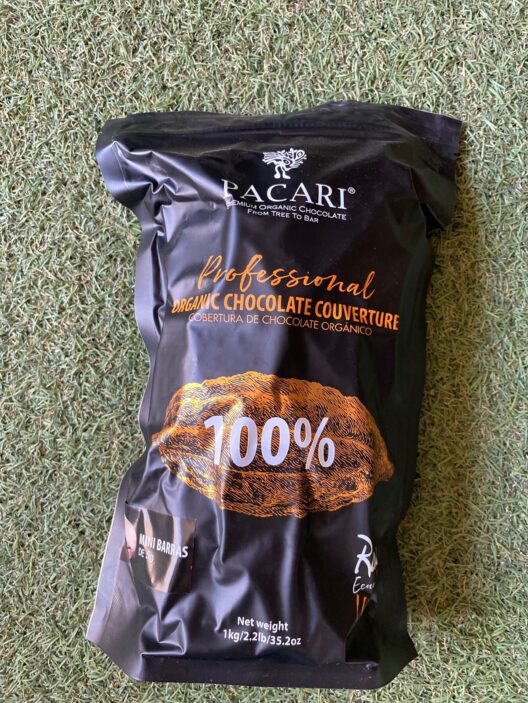 PACARI®
PREMIUM ORGANIC CHOCOLATE
FROM TREE TO BAR
Professional
ORGANIC CHOCOLATE COUVERTURE
COBERTURA DE CHOCOLATE ORGÁNICO
100%
MINI BARRAS
DE
Net weight
1kg/2.2lb/35.2oz